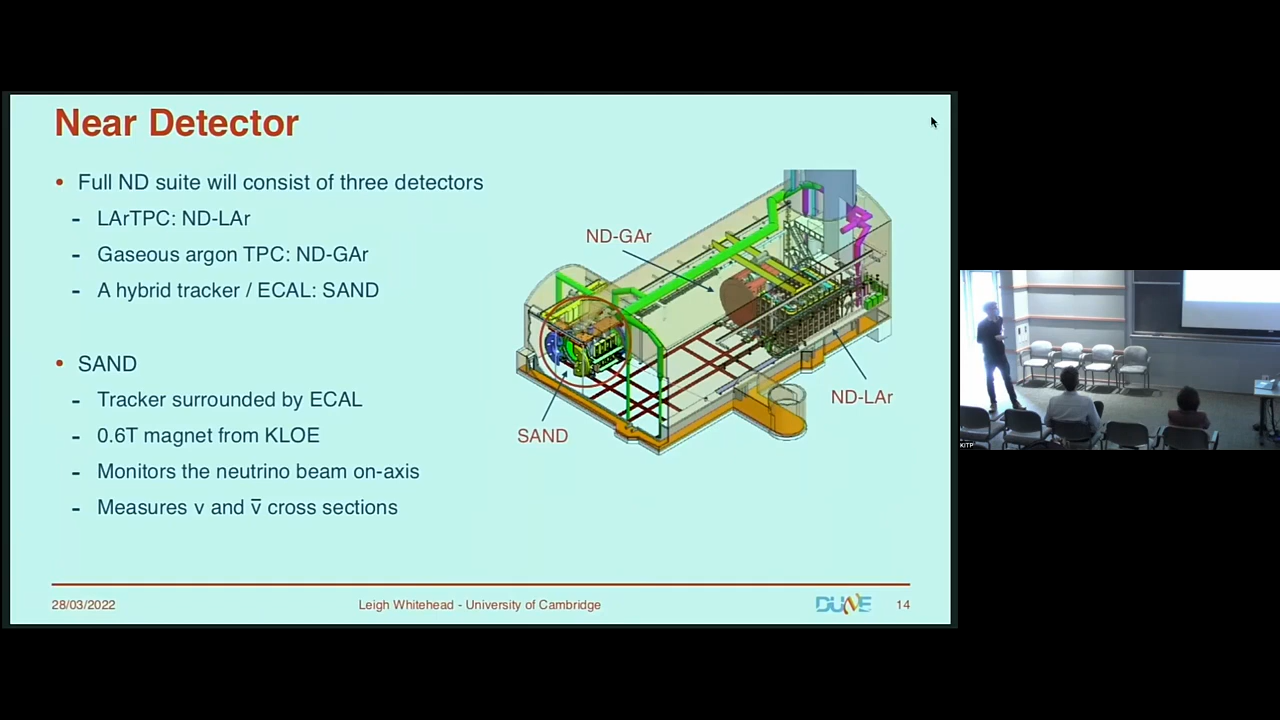 Near Detector
• Full ND suite will consist of three detectors
- LArTPC: ND-LAr
- Gaseous argon TPC: ND-GAr
- A hybrid tracker / ECAL: SAND
• SAND
- Tracker surrounded by ECAL
- 0.6T magnet from KLOE
- Monitors the neutrino beam on-axis
- Measures ν and ν̅ cross sections
ND-GAr
ND-LAr
SAND
28/03/2022
Leigh Whitehead - University of Cambridge
DUNE
14
KITP